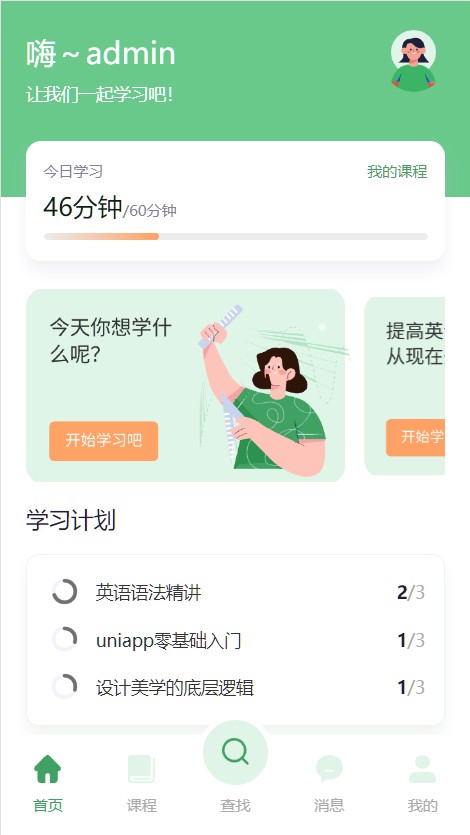 嗨～admin
让我们一起学习吧!
今日学习
我的课程
46分钟/60分钟
今天你想学什
么呢?
开始学习吧
提高英
从现在
开始学
学习计划
英语语法精讲 2/3
uniapp零基础入门 1/3
设计美学的底层逻辑 1/3
首页 课程 查找 消息 我的